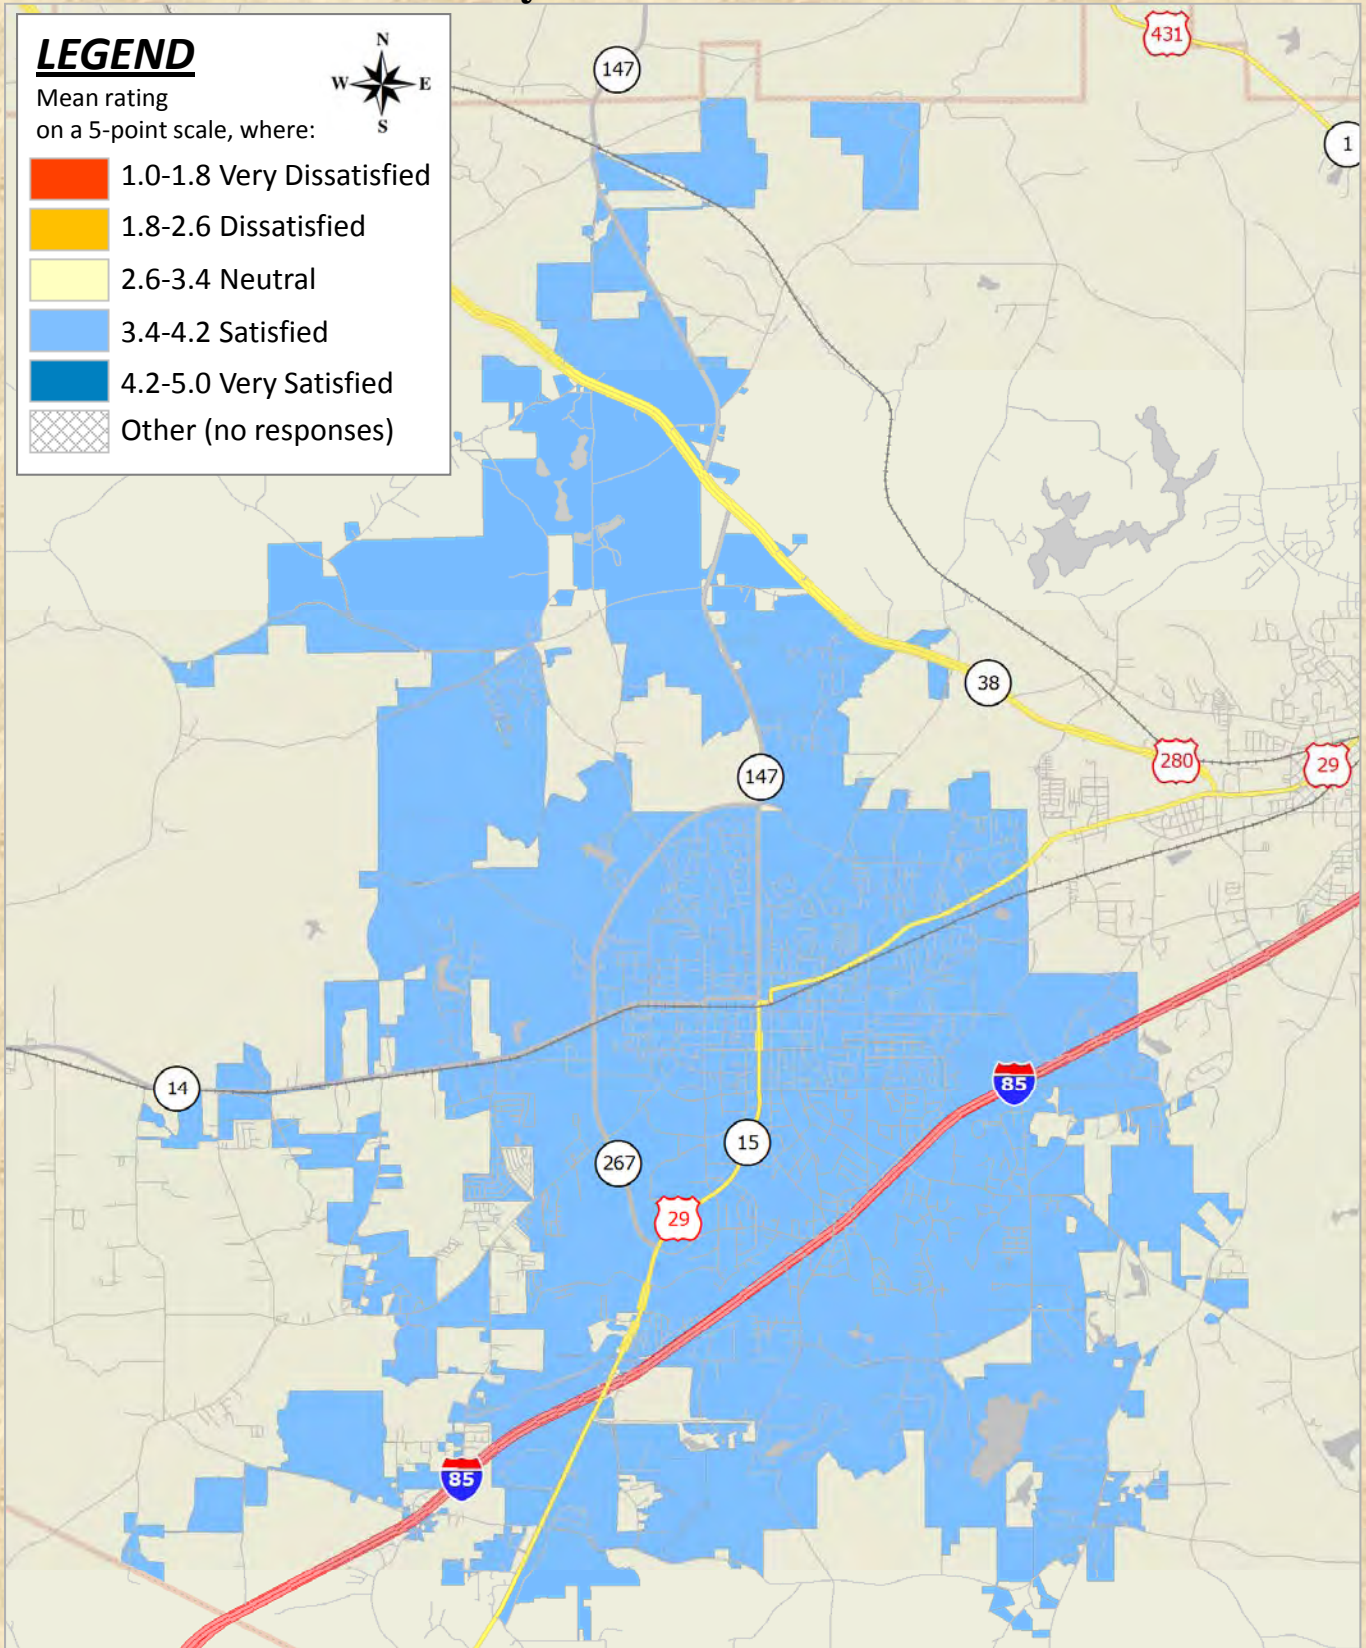 LEGEND
Mean rating
on a 5-point scale, where:
N
W E
S
1.0-1.8 Very Dissatisfied
1.8-2.6 Dissatisfied
2.6-3.4 Neutral
3.4-4.2 Satisfied
4.2-5.0 Very Satisfied
Other (no responses)
431
147
1
38
280
29
147
85
14
15
267
29
85